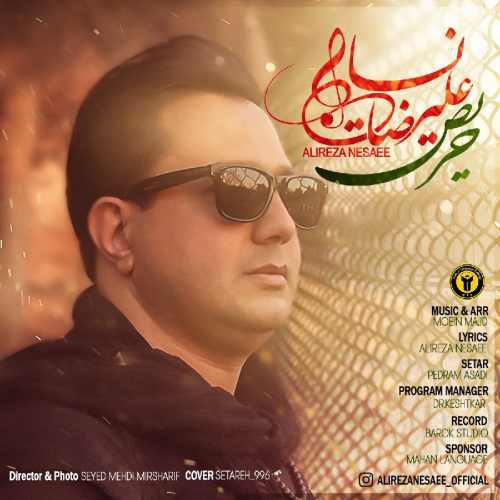 علیرضا نساج
حریص
ALIREZA NESAEE
MUSIC & ARR
MOEIN MAJD
LYRICS
ALIREZA NESAEE
SETAR
PEDRAM ASADI
PROGRAM MANAGER
DR.KESHTKAR
RECORD
BARCK STUDIO
SPONSOR
MAHAN LANGUAGE
Director & Photo SEYED MEHDI MIRSHARIF COVER SETAREH_996
ALIREZANESAEE_OFFICIAL